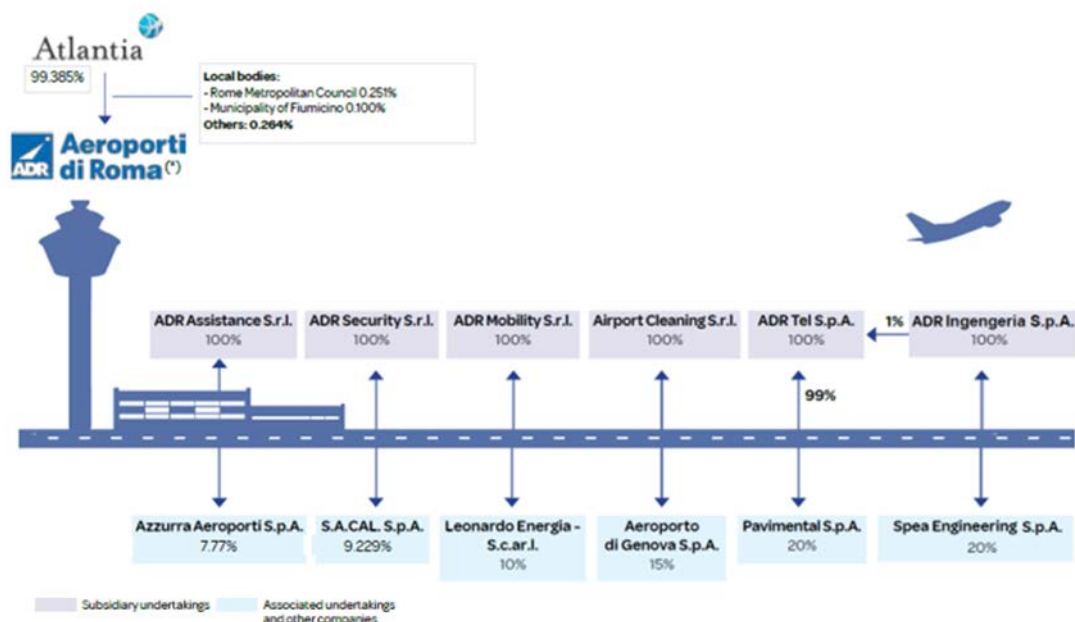 Atlantia
99.385%
Local bodies:
- Rome Metropolitan Council 0.251%
- Municipality of Fiumicino 0.100%
Others: 0.264%
ADR
Aeroporti
di Roma(*)
ADR Assistance S.r.l.
100%
ADR Security S.r.l.
100%
ADR Mobility S.r.l.
100%
Airport Cleaning S.r.l.
100%
ADR Tel S.p.A.
100%
1%
ADR Ingengeria S.p.A.
100%
99%
Azzurra Aeroporti S.p.A.
7.77%
S.A.CAL. S.p.A.
9.229%
Leonardo Energia -
S.c.ar.l.
10%
Aeroporto
di Genova S.p.A.
15%
Pavimental S.p.A.
20%
Spea Engineering S.p.A.
20%
Subsidiary undertakings
Associated undertakings
and other companies